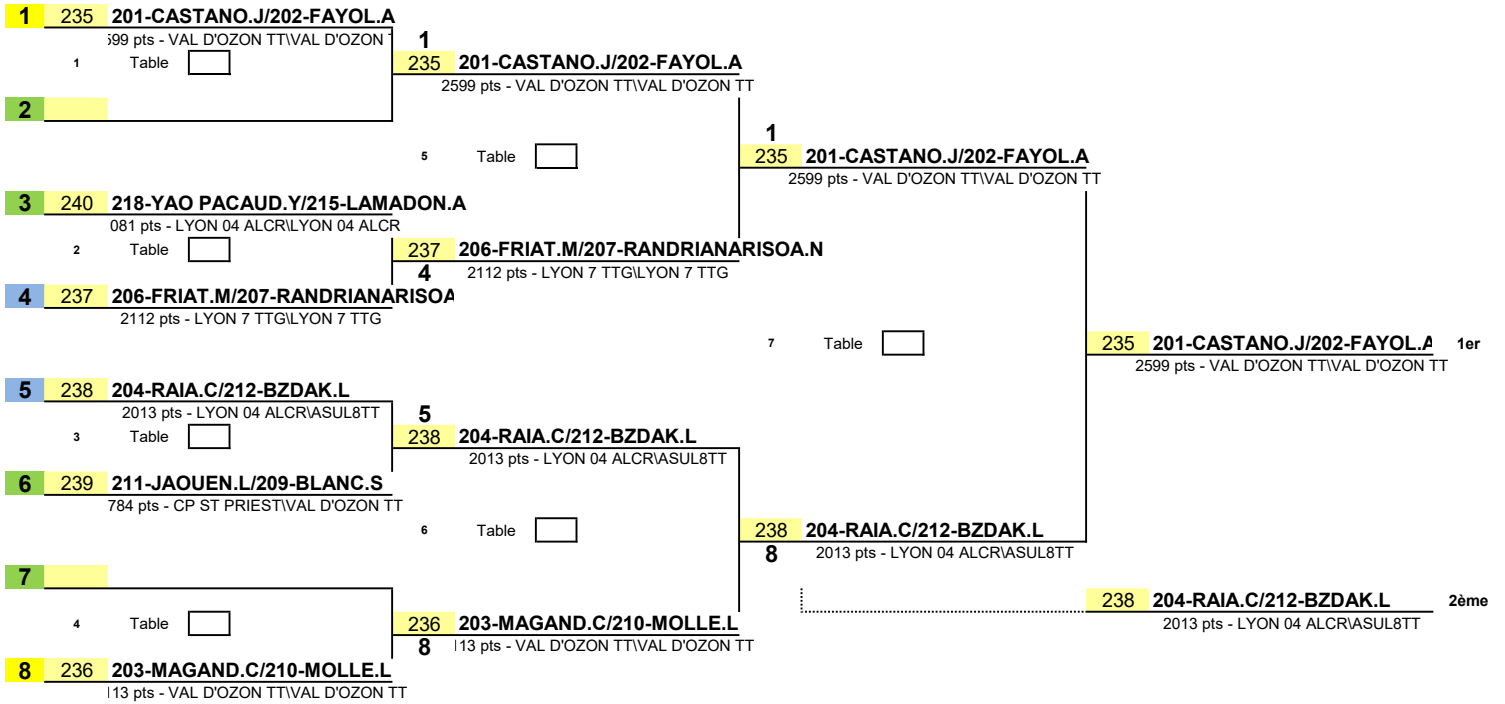 1 235 201-CASTANO.J/202-FAYOL.A
599 pts - VAL D'OZON TT\VAL D'OZON
1
1 Table
235 201-CASTANO.J/202-FAYOL.A
2599 pts - VAL D'OZON TT\VAL D'OZON TT
2
1
5 Table
235 201-CASTANO.J/202-FAYOL.A
2599 pts - VAL D'OZON TT\VAL D'OZON TT
3 240 218-YAO PACAUD.Y/215-LAMADON.A
081 pts - LYON 04 ALCR\LYON 04 ALCR
2 Table
237 206-FRIAT.M/207-RANDRIANARISOA.N
4
2112 pts - LYON 7 TTG\LYON 7 TTG
4 237 206-FRIAT.M/207-RANDRIANARISOA
2112 pts - LYON 7 TTG\LYON 7 TTG
7 Table
235 201-CASTANO.J/202-FAYOL.A 1er
2599 pts - VAL D'OZON TT\VAL D'OZON TT
5 238 204-RAIA.C/212-BZDAK.L
2013 pts - LYON 04 ALCR\ASUL8TT
5
3 Table
238 204-RAIA.C/212-BZDAK.L
2013 pts - LYON 04 ALCR\ASUL8TT
6 239 211-JAOUEN.L/209-BLANC.S
784 pts - CP ST PRIEST\VAL D'OZON TT
6 Table
238 204-RAIA.C/212-BZDAK.L
8
2013 pts - LYON 04 ALCR\ASUL8TT
7
238 204-RAIA.C/212-BZDAK.L 2ème
2013 pts - LYON 04 ALCR\ASUL8TT
4 Table
236 203-MAGAND.C/210-MOLLE.L
8
113 pts - VAL D'OZON TT\VAL D'OZON TT
8 236 203-MAGAND.C/210-MOLLE.L
113 pts - VAL D'OZON TT\VAL D'OZON TT